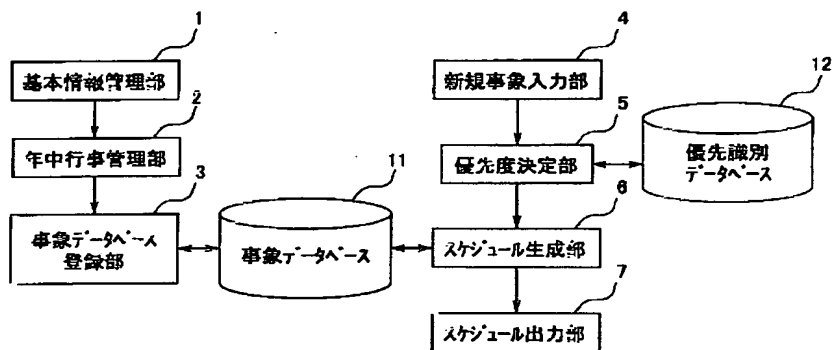 1
基本情報管理部
2
年中行事管理部
3
事象データベース
登録部
11
事象データベース
4
新規事象入力部
5
優先度決定部
12
優先識別
データベース
6
スケジュール生成部
7
スケジュール出力部